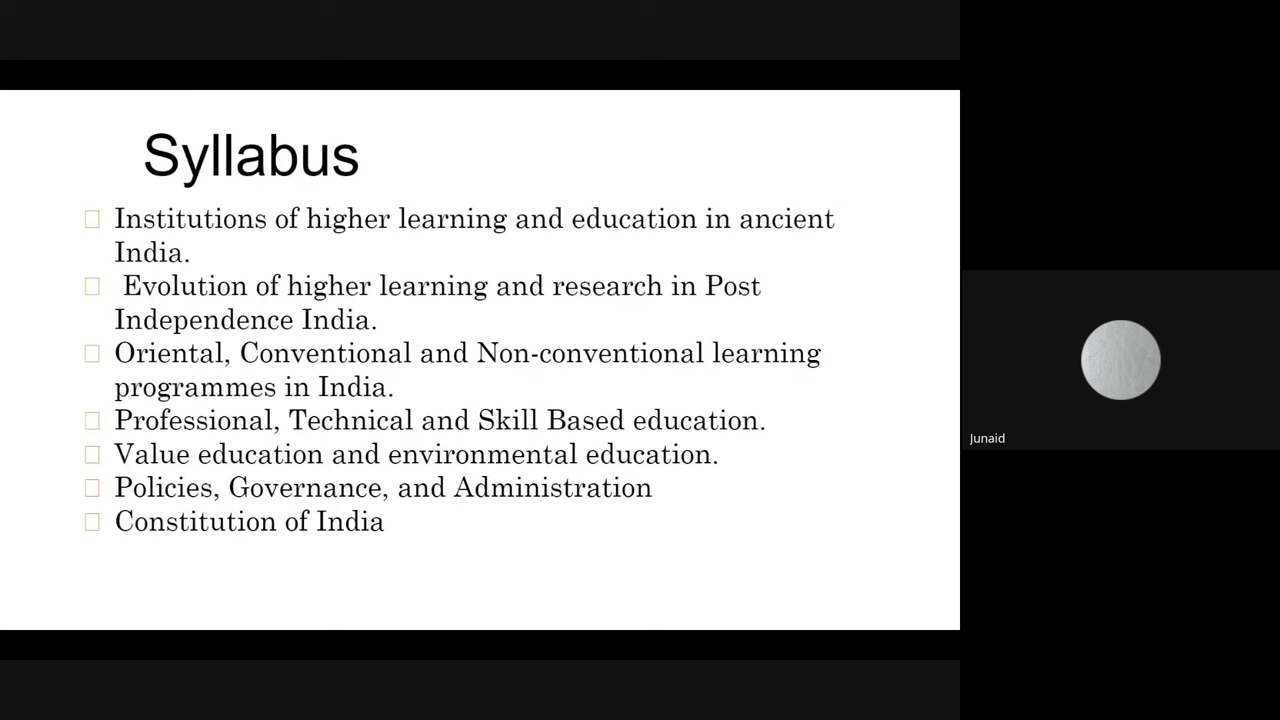 Syllabus
Institutions of higher learning and education in ancient
India.
Evolution of higher learning and research in Post
Independence India.
Oriental, Conventional and Non-conventional learning
programmes in India.
Professional, Technical and Skill Based education.
Value education and environmental education.
Policies, Governance, and Administration
Constitution of India
Junaid